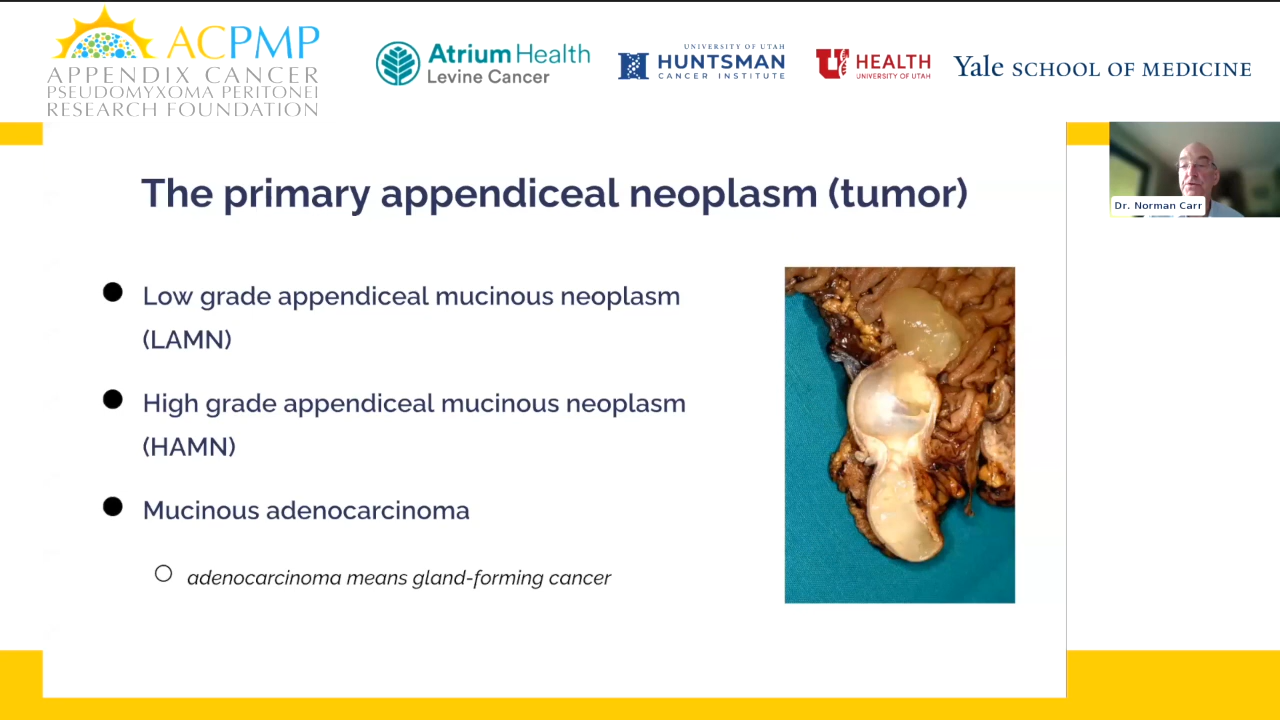 ACPMP
APPENDIX CANCER
PSEUDOMYXOMA PERITONEI
RESEARCH FOUNDATION
Atrium Health
Levine Cancer
UNIVERSITY OF UTAH
HUNTSMAN
CANCER INSTITUTE
U HEALTH
UNIVERSITY OF UTAH
Yale SCHOOL OF MEDICINE
Dr. Norman Carr
The primary appendiceal neoplasm (tumor)
Low grade appendiceal mucinous neoplasm
(LAMN)
High grade appendiceal mucinous neoplasm
(HAMN)
Mucinous adenocarcinoma
adenocarcinoma means gland-forming cancer